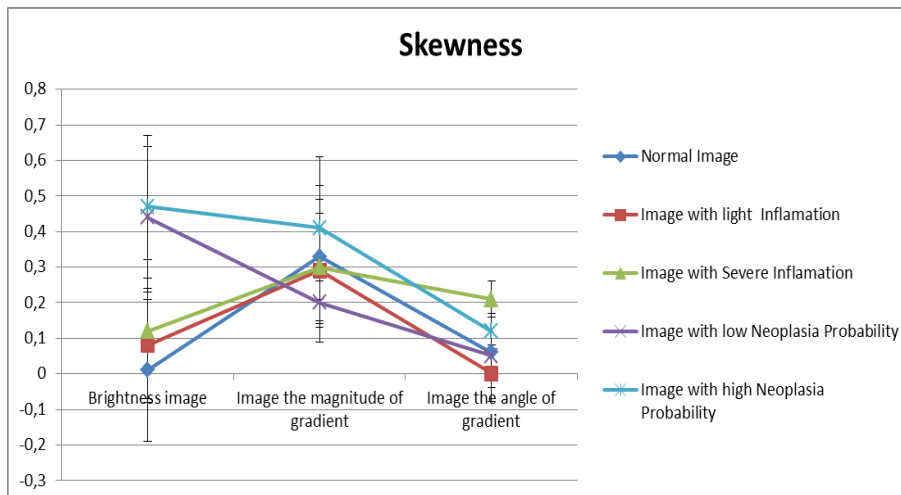 Skewness
0,8
0,7
0,6
0,5
0,4
0,3
0,2
0,1
0
-0,1
-0,2
-0,3
Brightness image
Image the magnitude of
gradient
Image the angle of
gradient
Normal Image
Image with light  Inflamation
Image with Severe Inflamation
Image with low Neoplasia Probability
Image with high Neoplasia
Probability